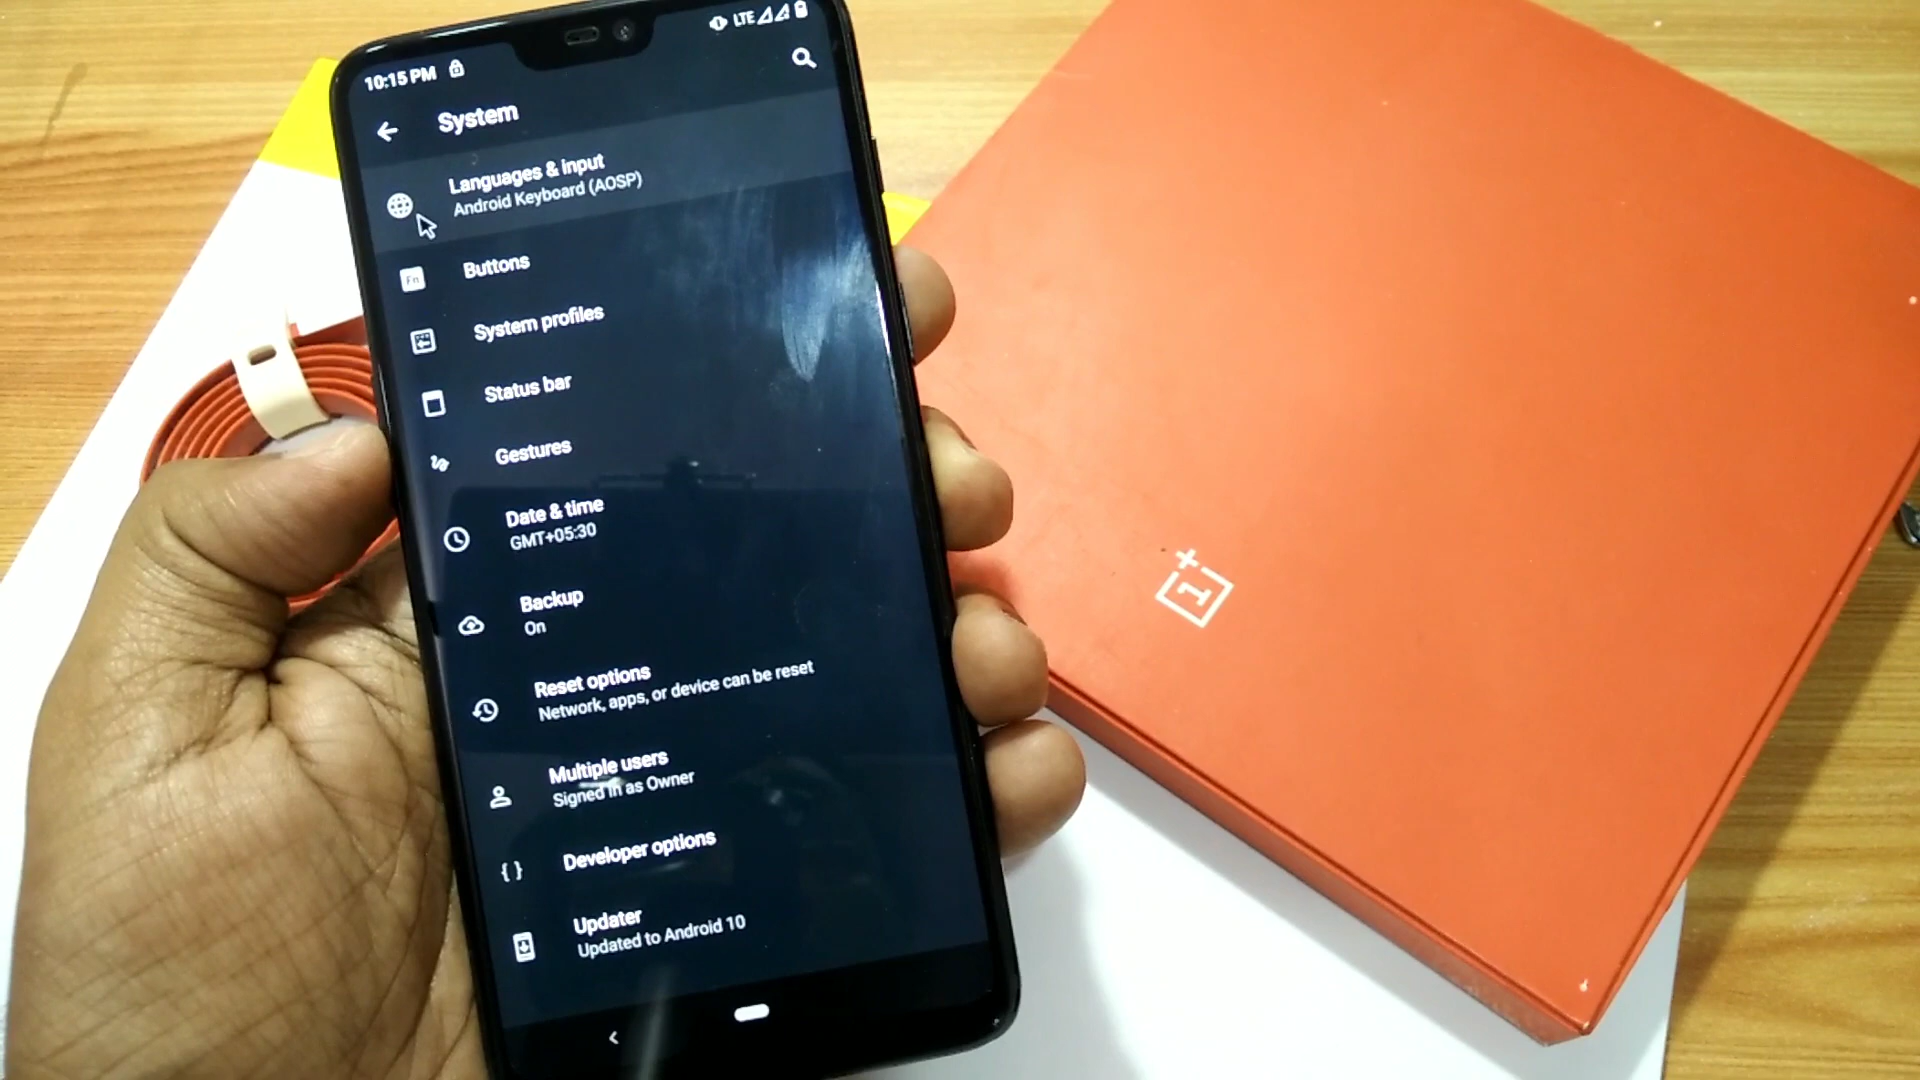 10:15 PM
LTE
System
Languages & input
Android Keyboard (AOSP)
Fn
Buttons
System profiles
Status bar
Gestures
Date & time
GMT+05:30
Backup
On
Reset options
Network, apps, or device can be reset
Multiple users
Signed in as Owner
{ }
Developer options
Updater
Updated to Android 10
1+